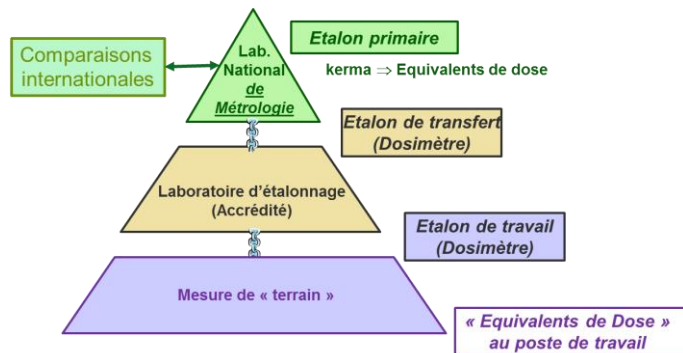 Comparaisons
internationales
Lab.
National
de
Métrologie
Etalon primaire
kerma ⇒ Equivalents de dose
Etalon de transfert
(Dosimètre)
Laboratoire d'étalonnage
(Accrédité)
Etalon de travail
(Dosimètre)
Mesure de « terrain »
« Equivalents de Dose »
au poste de travail